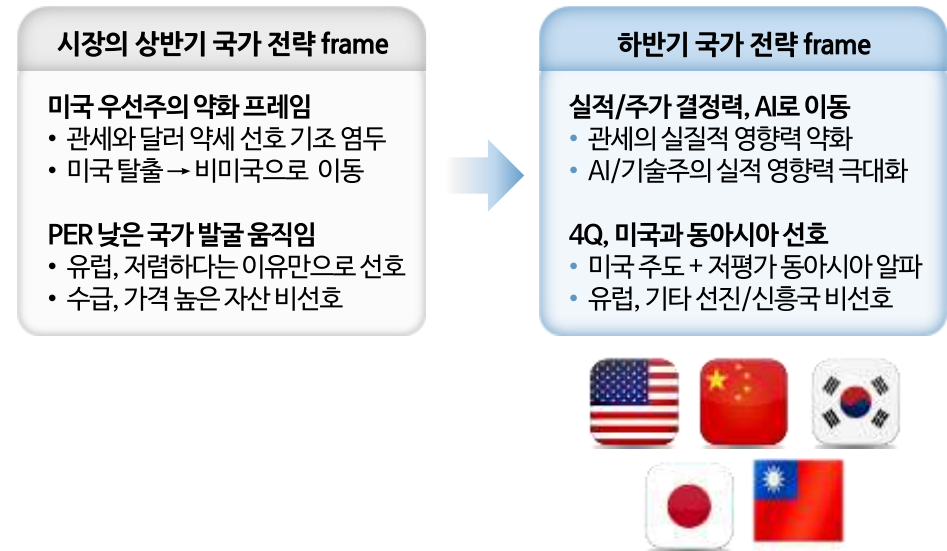 시장의 상반기 국가 전략 frame
미국 우선주의 약화 프레임
• 관세와 달러 약세 선호 기조 염두
• 미국 탈출 → 비미국으로 이동
PER 낮은 국가 발굴 움직임
• 유럽, 저렴하다는 이유만으로 선호
• 수급, 가격 높은 자산 비선호
하반기 국가 전략 frame
실적/주가 결정력, AI로 이동
• 관세의 실질적 영향력 약화
• AI/기술주의 실적 영향력 극대화
4Q, 미국과 동아시아 선호
• 미국 주도 + 저평가 동아시아 알파
• 유럽, 기타 선진/신흥국 비선호